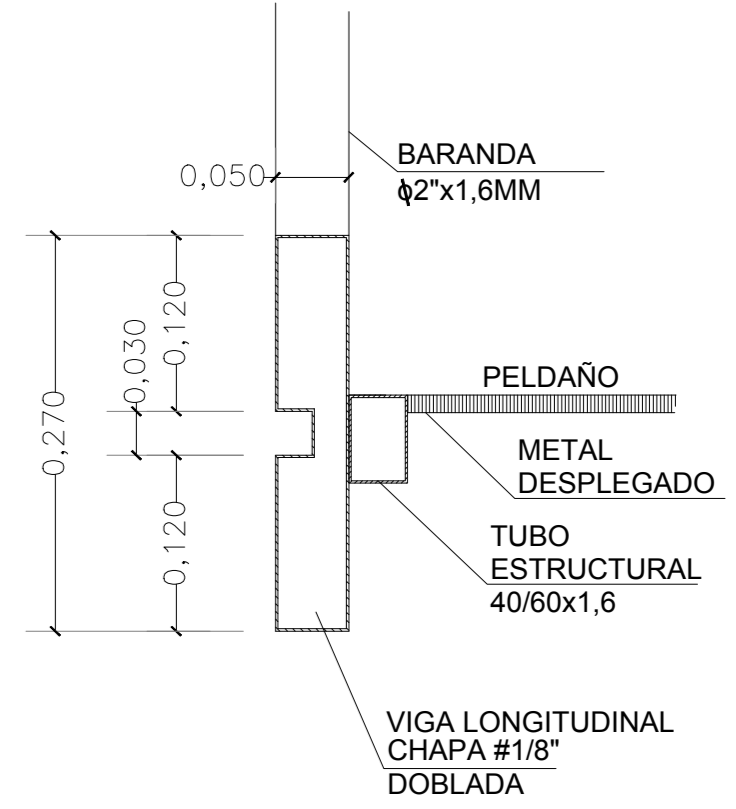 BARANDA
ϕ2"x1,6MM
0,050
0,120
0,030
0,270
0,120
PELDAÑO
METAL
DESPLEGADO
TUBO
ESTRUCTURAL
40/60x1,6
VIGA LONGITUDINAL
CHAPA #1/8"
DOBLADA